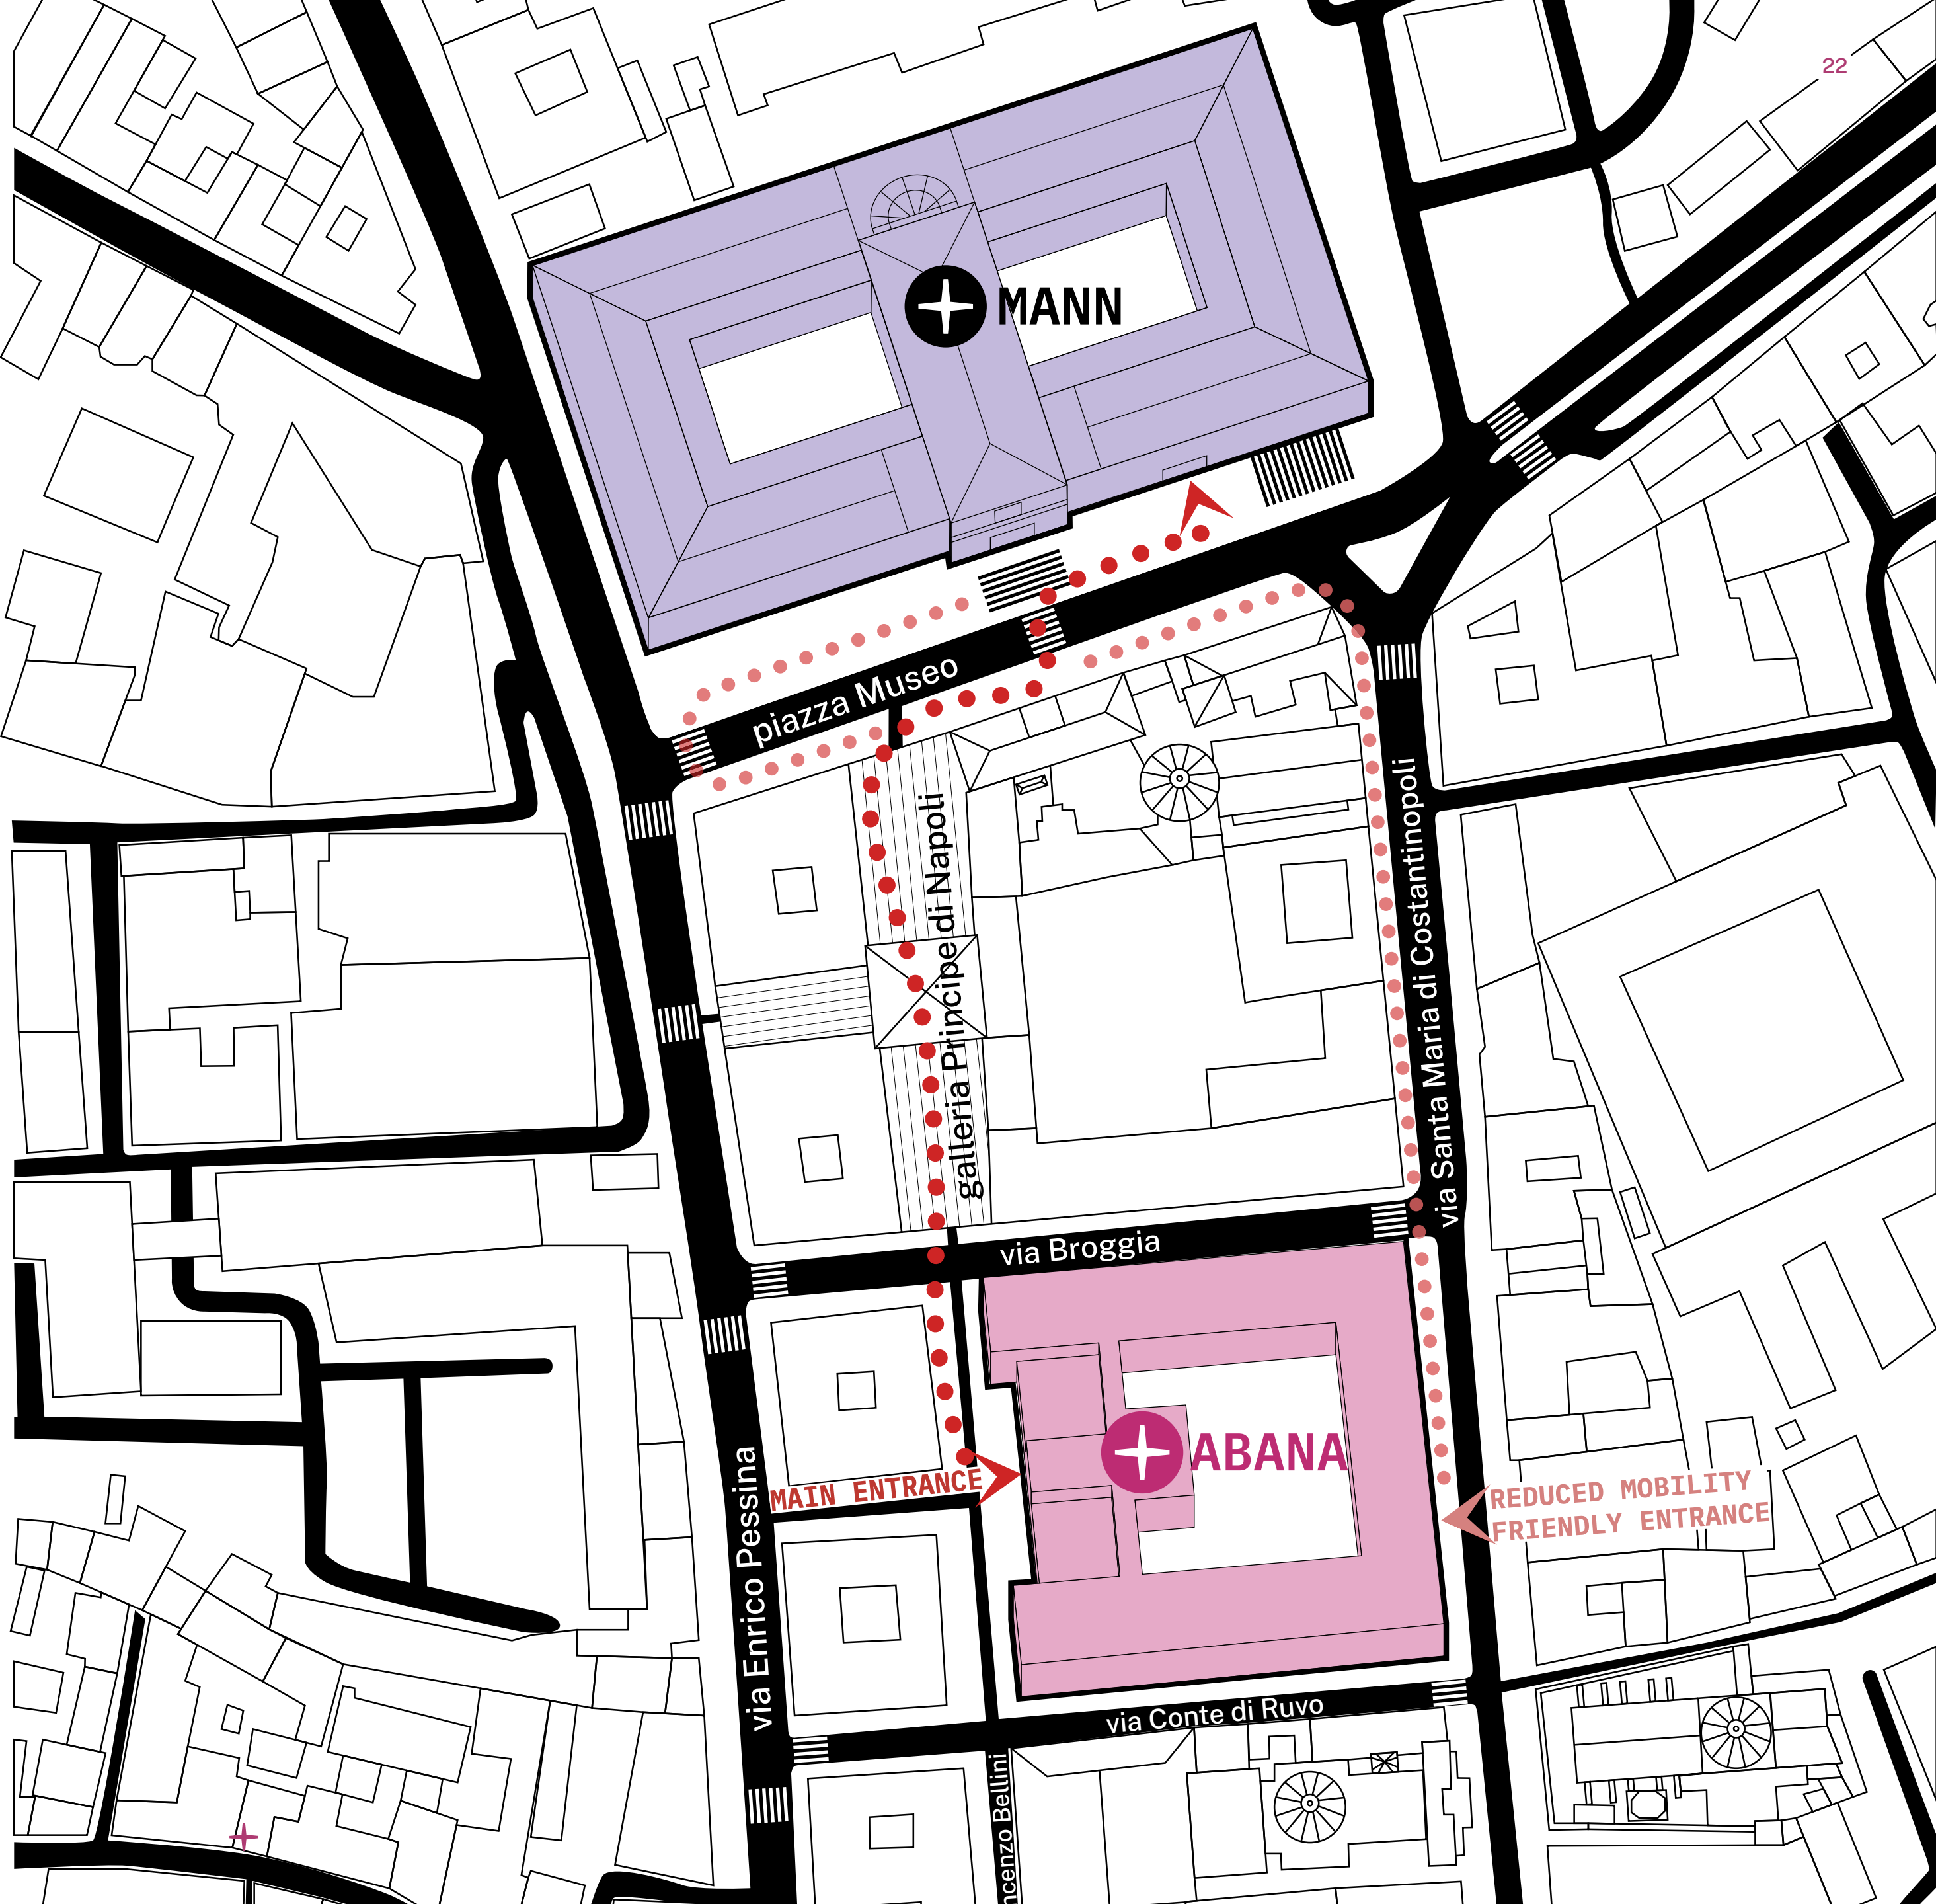 22
MANN
piazza Museo
galleria Principe di Napoli
via Santa Maria di Costantinopoli
via Broggia
ABANA
MAIN ENTRANCE
REDUCED MOBILITY
FRIENDLY ENTRANCE
via Enrico Pessina
via Conte di Ruvo
ncenzo Bellini